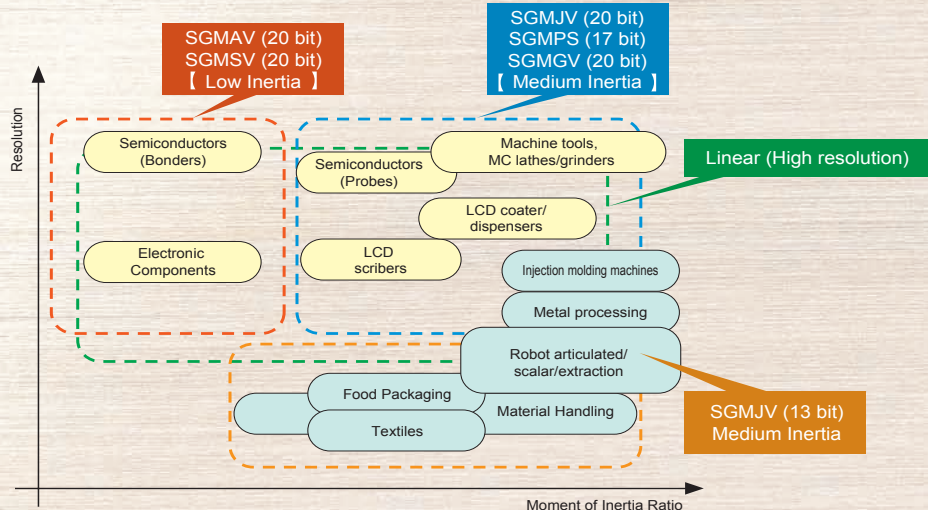 SGMAV (20 bit)
SGMSV (20 bit)
【 Low Inertia 】
SGMJV (20 bit)
SGMPS (17 bit)
SGMGV (20 bit)
【 Medium Inertia 】
Resolution
Semiconductors
(Bonders)
Semiconductors
(Probes)
Machine tools,
MC lathes/grinders
Linear (High resolution)
LCD coater/
dispensers
Electronic
Components
LCD
scribers
Injection molding machines
Metal processing
Robot articulated/
scalar/extraction
Food Packaging
Material Handling
Textiles
SGMJV (13 bit)
Medium Inertia
Moment of Inertia Ratio